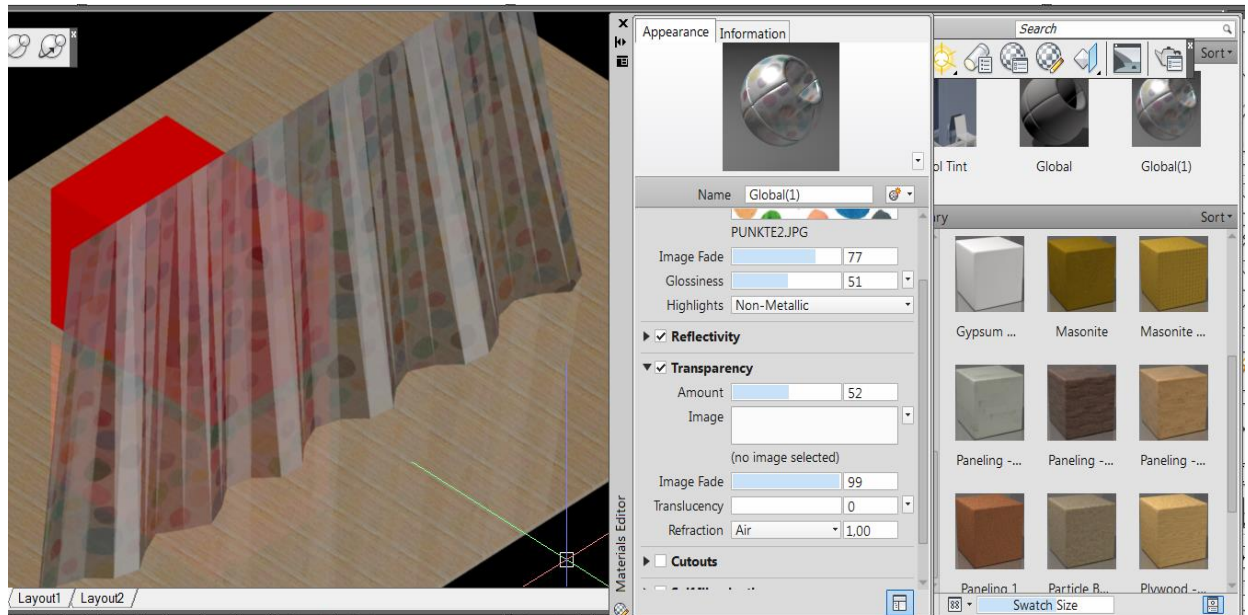 Appearance
Information
Search
Sort
ol Tint
Global
Global(1)
Name
Global(1)
ry
Sort
PUNKTE2.JPG
Image Fade
77
Glossiness
51
Highlights
Non-Metallic
Reflectivity
Transparency
Amount
52
Image
(no image selected)
Image Fade
99
Translucency
0
Refraction
Air
1,00
Cutouts
Gypsum ...
Masonite
Masonite ...
Paneling -...
Paneling -...
Paneling -...
Paneling 1
Particle B...
Plywood -...
Swatch Size
Materials Editor
Layout1
Layout2